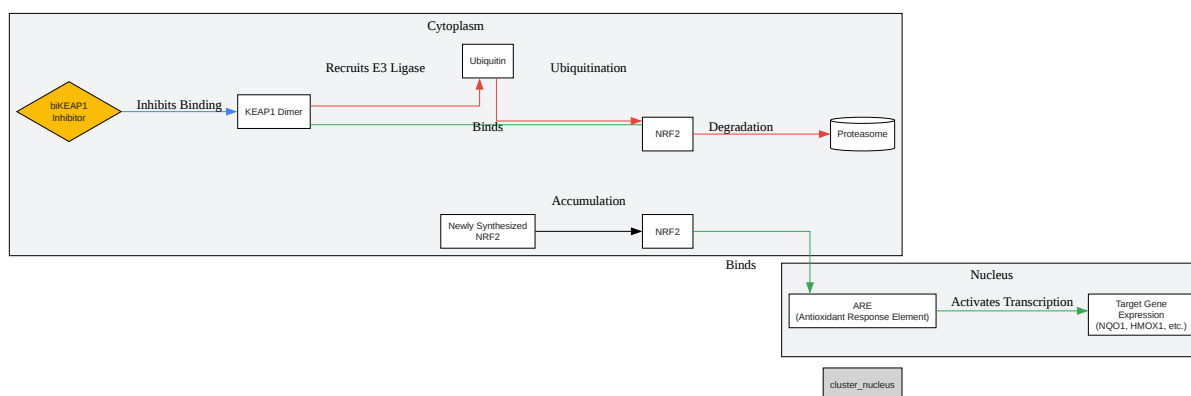 Cytoplasm
Recruits E3 Ligase
Ubiquitin
Ubiquitination
biKEAP1
Inhibitor
Inhibits Binding
KEAP1 Dimer
Binds
NRF2
Degradation
Proteasome
Accumulation
Newly Synthesized
NRF2
NRF2
Binds
Nucleus
ARE
(Antioxidant Response Element)
Activates Transcription
Target Gene
Expression
(NQO1, HMOX1, etc.)
cluster_nucleus